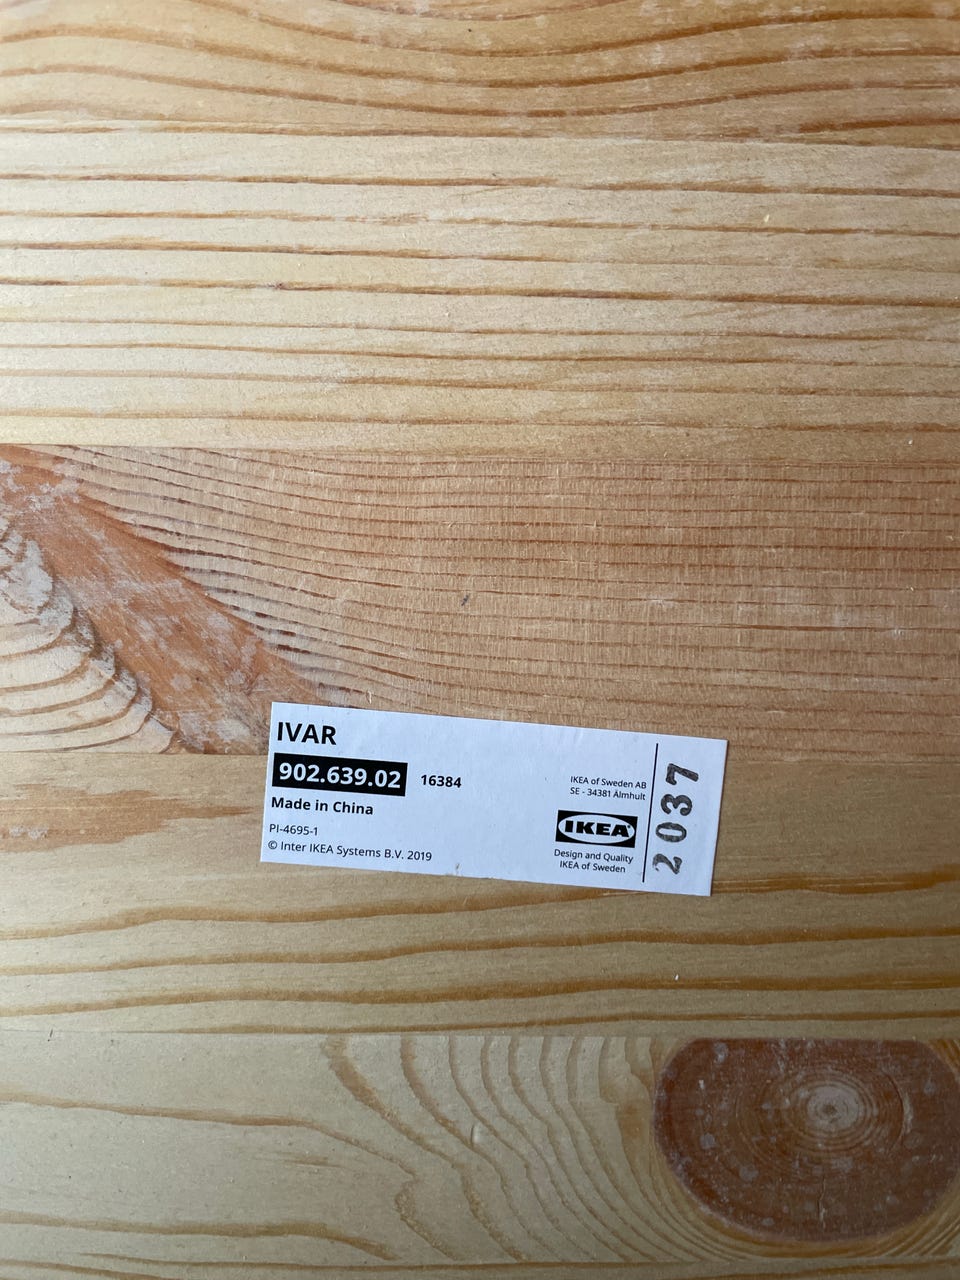 IVAR
902.639.02 16384
Made in China
PI-4695-1
© Inter IKEA Systems B.V. 2019
IKEA of Sweden AB
SE - 34381 Älmhult
IKEA
Design and Quality
IKEA of Sweden
2037